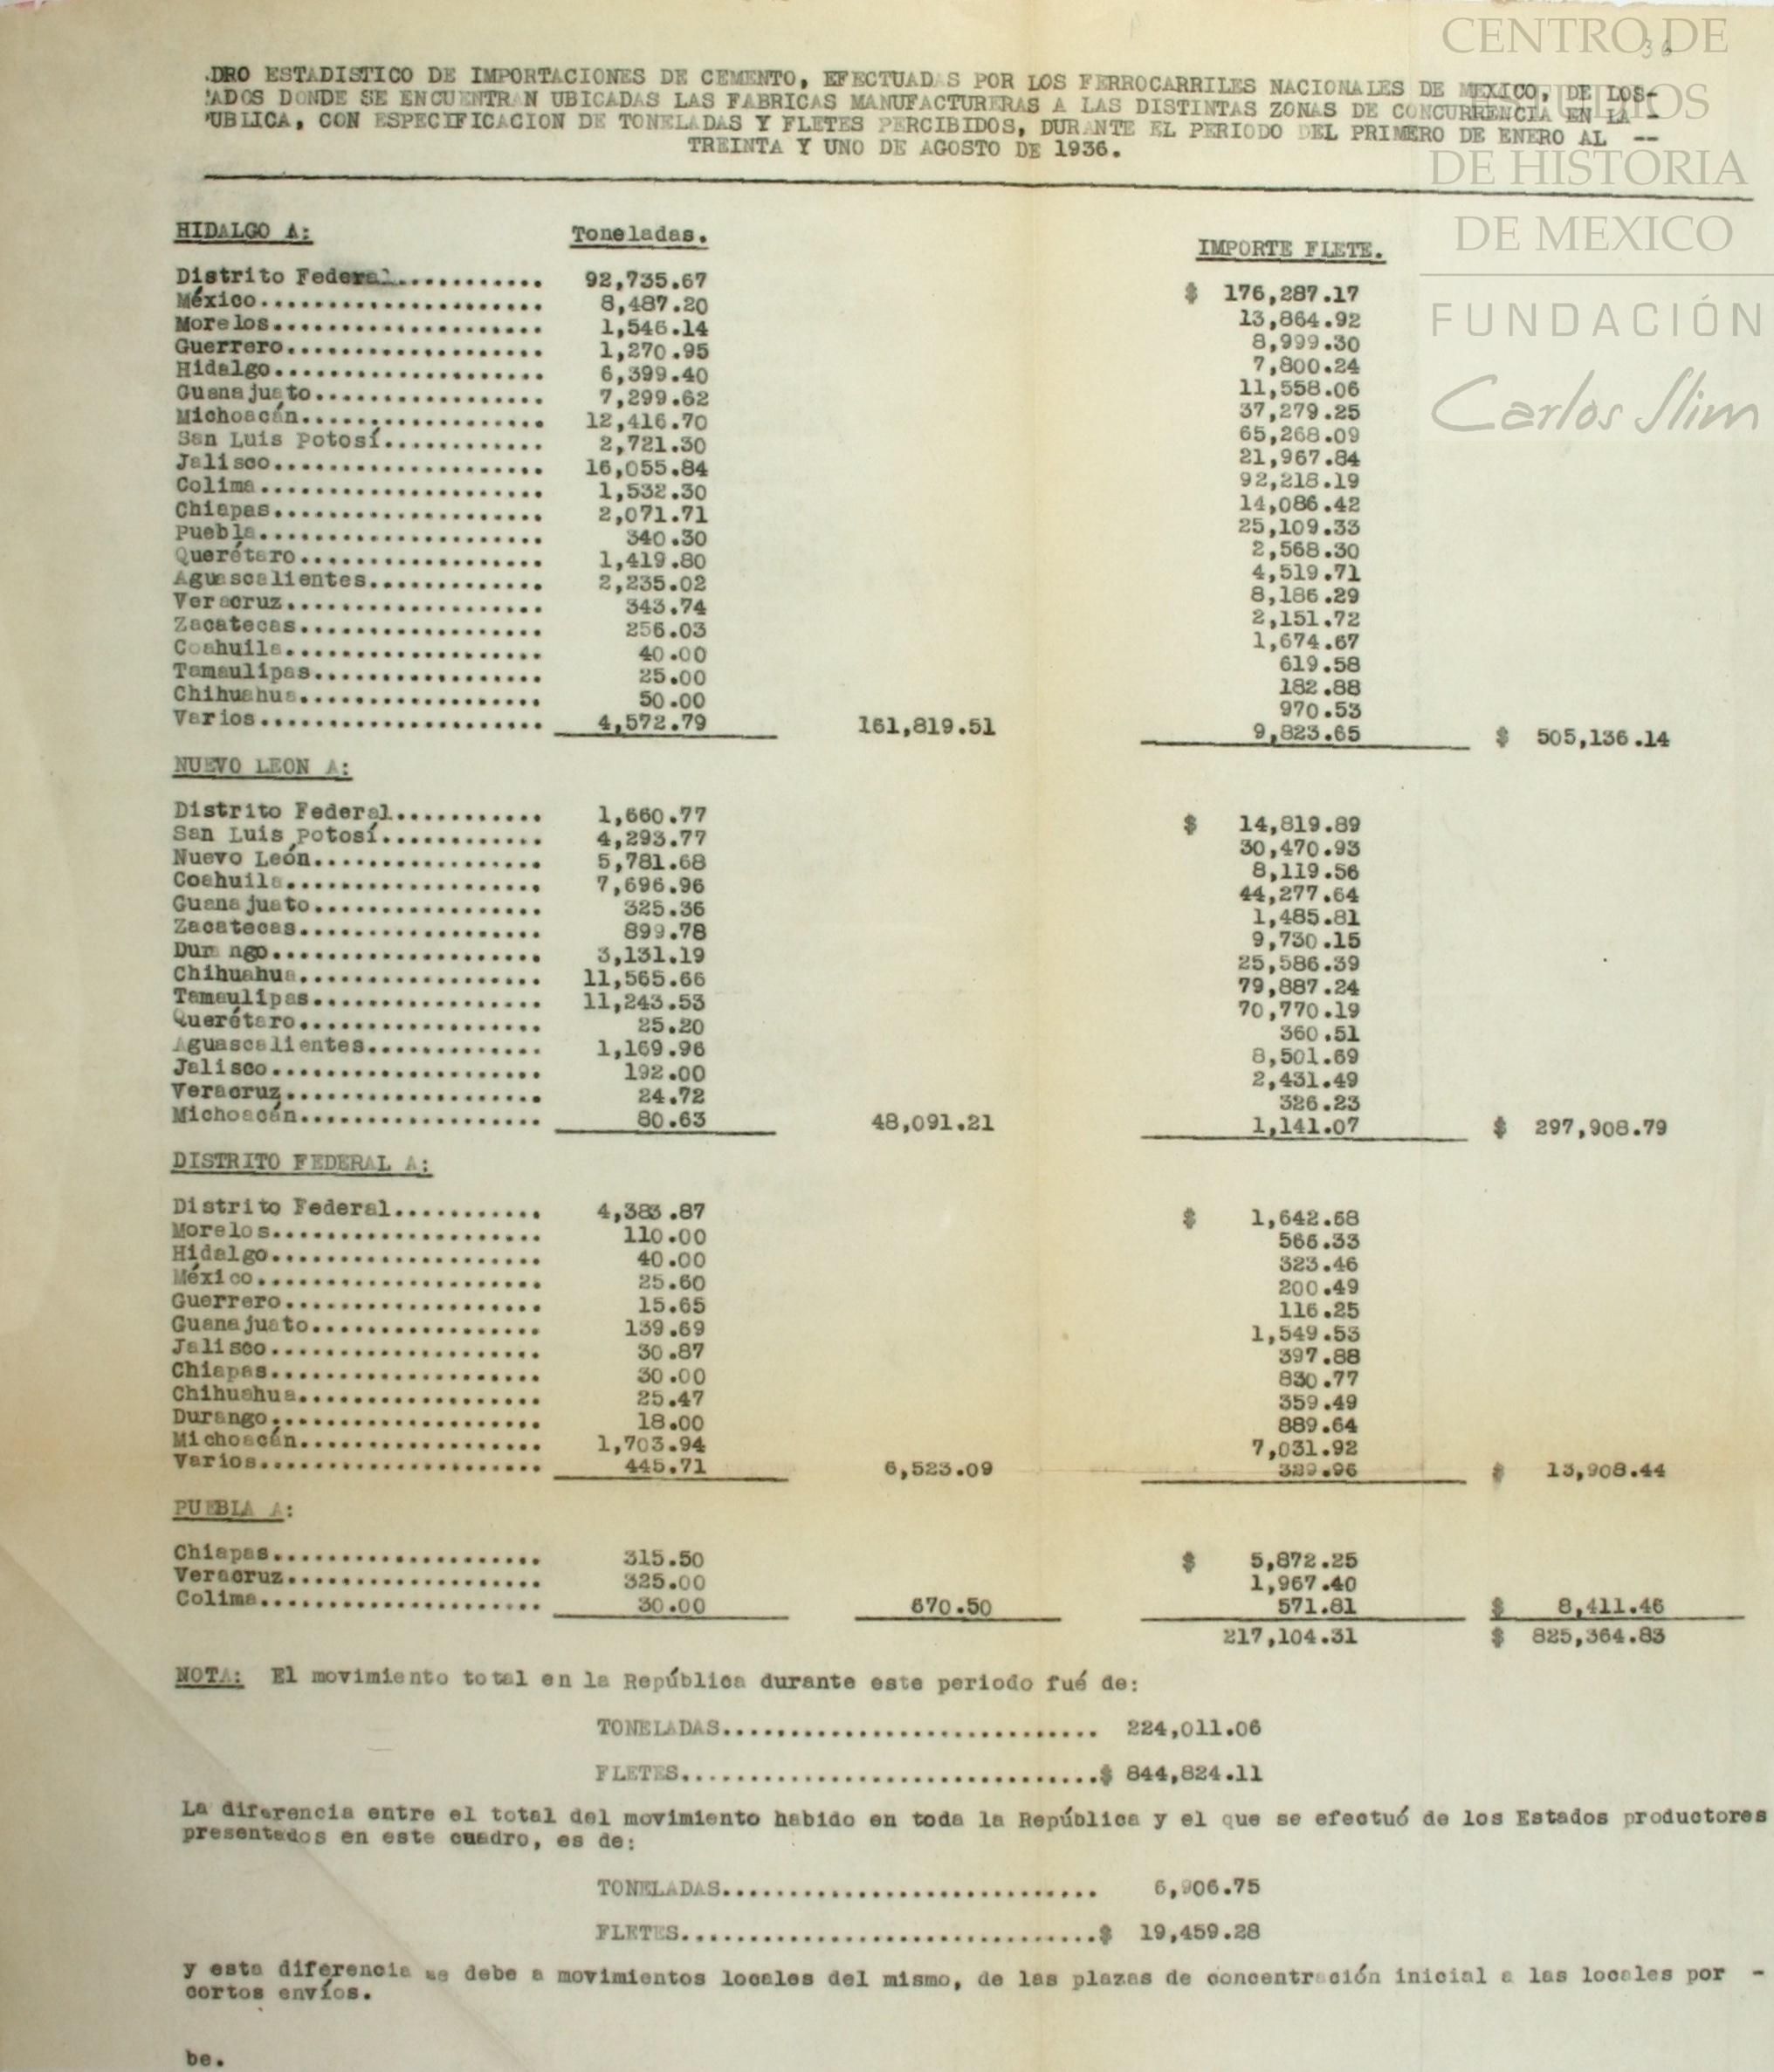 .DRO ESTADISTICO DE IMPORTACIONES DE CEMENTO, EFECTUADAS POR LOS FERROCARRILES NACIONALES DE MEXICO, DE LOS-
'ADOS DONDE SE ENCUENTRAN UBICADAS LAS FABRICAS MANUFACTURERAS A LAS DISTINTAS ZONAS DE CONCURRENCIA EN LA -
'UBLICA, CON ESPECIFICACION DE TONELADAS Y FLETES PERCIBIDOS, DURANTE EL PERIODO DEL PRIMERO DE ENERO AL --
TREINTA Y UNO DE AGOSTO DE 1936.
36
CENTRO DE
ESTUDIOS
DE HISTORIA
DE MEXICO
FUNDACIÓN
Carlos Slim
HIDALGO A: Toneladas. IMPORTE FLETE.
Distrito Federal........... 92,735.67 $ 176,287.17
México..................... 8,487.20 13,864.92
Morelos.................... 1,546.14 8,999.30
Guerrero................... 1,270.95 7,800.24
Hidalgo.................... 6,399.40 11,558.06
Guanajuato................. 7,299.62 37,279.25
Michoacán.................. 12,416.70 65,268.09
San Luis Potosí............ 2,721.30 21,967.84
Jalisco.................... 16,055.84 92,218.19
Colima..................... 1,532.30 14,086.42
Chiapas.................... 2,071.71 25,109.33
Puebla..................... 340.30 2,568.30
Querétaro.................. 1,419.80 4,519.71
Aguascalientes............. 2,235.02 8,186.29
Veracruz................... 343.74 2,151.72
Zacatecas.................. 256.03 1,674.67
Coahuila................... 40.00 619.58
Tamaulipas................. 25.00 182.88
Chihuahua.................. 50.00 970.53
Varios..................... 4,572.79 161,819.51 9,823.65 $ 505,136.14
NUEVO LEON A:
Distrito Federal........... 1,660.77 $ 14,819.89
San Luis Potosí............ 4,293.77 30,470.93
Nuevo León................. 5,781.68 8,119.56
Coahuila................... 7,696.96 44,277.64
Guanajuato................. 325.36 1,485.81
Zacatecas.................. 899.78 9,730.15
Dur ngo.................... 3,131.19 25,586.39
Chihuahua.................. 11,565.66 79,887.24
Tamaulipas................. 11,243.53 70,770.19
Querétaro.................. 25.20 360.51
Aguascalientes............. 1,169.96 8,501.69
Jalisco.................... 192.00 2,431.49
Veracruz................... 24.72 326.23
Michoacán.................. 80.63 48,091.21 1,141.07 $ 297,908.79
DISTRITO FEDERAL A:
Distrito Federal........... 4,383.87 $ 1,642.68
Morelos.................... 110.00 566.33
Hidalgo.................... 40.00 323.46
México..................... 25.60 200.49
Guerrero................... 15.65 116.25
Guanajuato................. 139.69 1,549.53
Jalisco.................... 30.87 397.88
Chiapas.................... 30.00 830.77
Chihuahua.................. 25.47 359.49
Durango.................... 18.00 889.64
Michoacán.................. 1,703.94 7,031.92
Varios..................... 445.71 6,523.09 329.96 $ 13,908.44
PUEBLA A:
Chiapas.................... 315.50 $ 5,872.25
Veracruz................... 325.00 1,967.40
Colima..................... 30.00 670.50 571.81 $ 8,411.46
217,104.31 $ 825,364.83
NOTA: El movimiento total en la República durante este periodo fué de:
TONELADAS............................ 224,011.06
FLETES...............................$ 844,824.11
La diferencia entre el total del movimiento habido en toda la República y el que se efectuó de los Estados productores
presentados en este cuadro, es de:
TONELADAS............................ 6,906.75
FLETES...............................$ 19,459.28
y esta diferencia se debe a movimientos locales del mismo, de las plazas de concentración inicial a las locales por -
cortos envíos.
be.